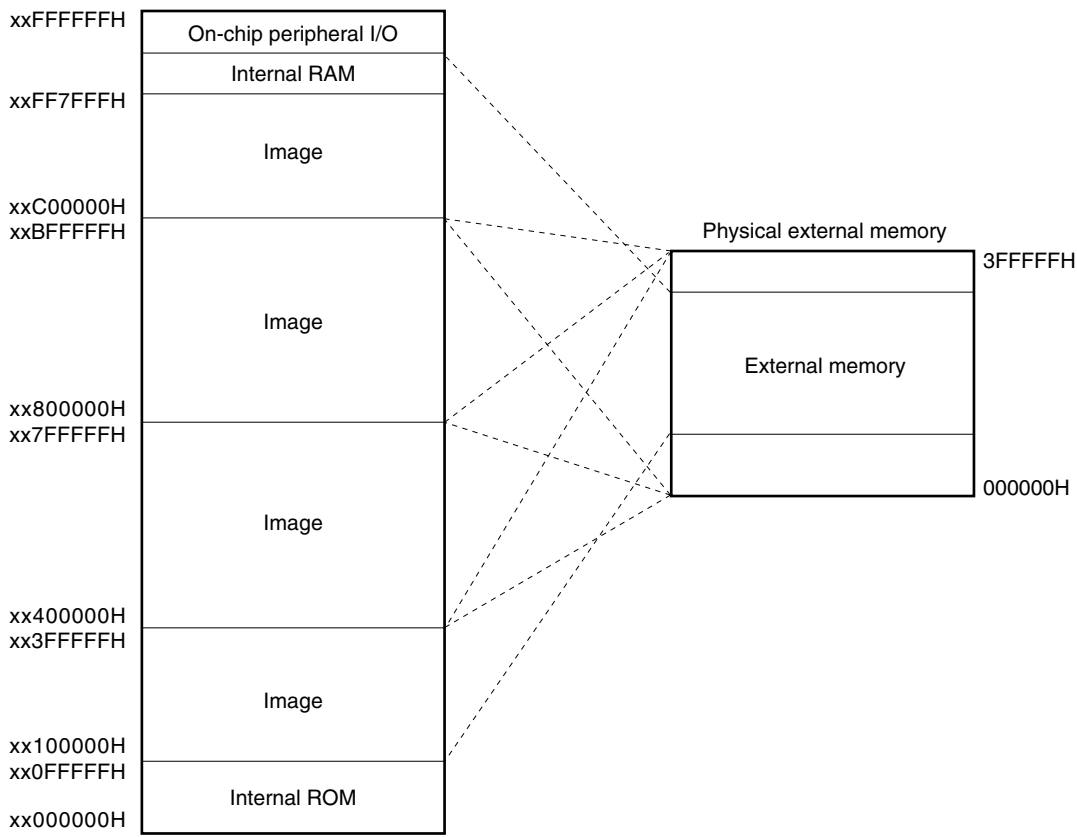 xxFFFFFFH
On-chip peripheral I/O
Internal RAM
xxFF7FFFH
Image
xxC00000H
xxBFFFFFH
Physical external memory
3FFFFFH
Image
External memory
xx800000H
xx7FFFFFH
000000H
Image
xx400000H
xx3FFFFFH
Image
xx100000H
xx0FFFFFH
Internal ROM
xx000000H